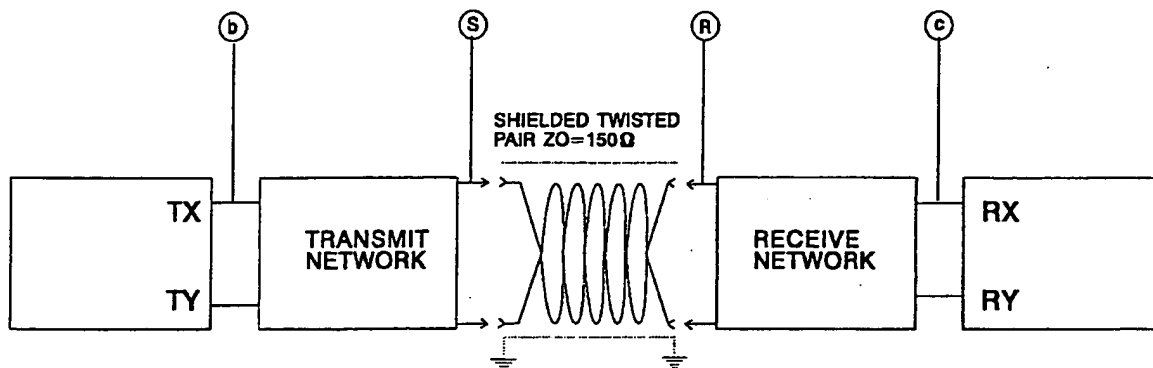 b
S
R
c
SHIELDED TWISTED
PAIR ZO=150Ω
TX
TY
TRANSMIT
NETWORK
RECEIVE
NETWORK
RX
RY